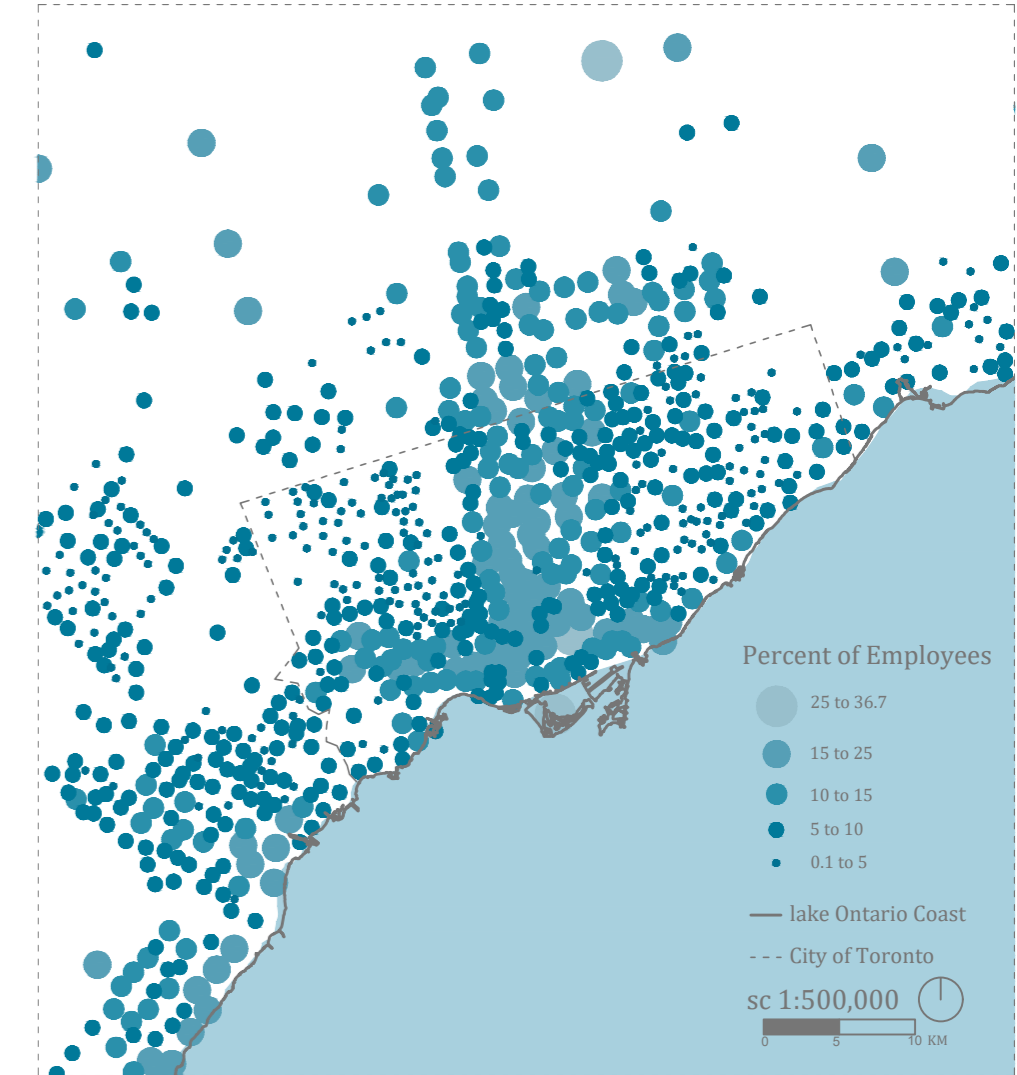 Percent of Employees
25 to 36.7
15 to 25
10 to 15
5 to 10
0.1 to 5
lake Ontario Coast
City of Toronto
sc 1:500,000
0 5 10 KM